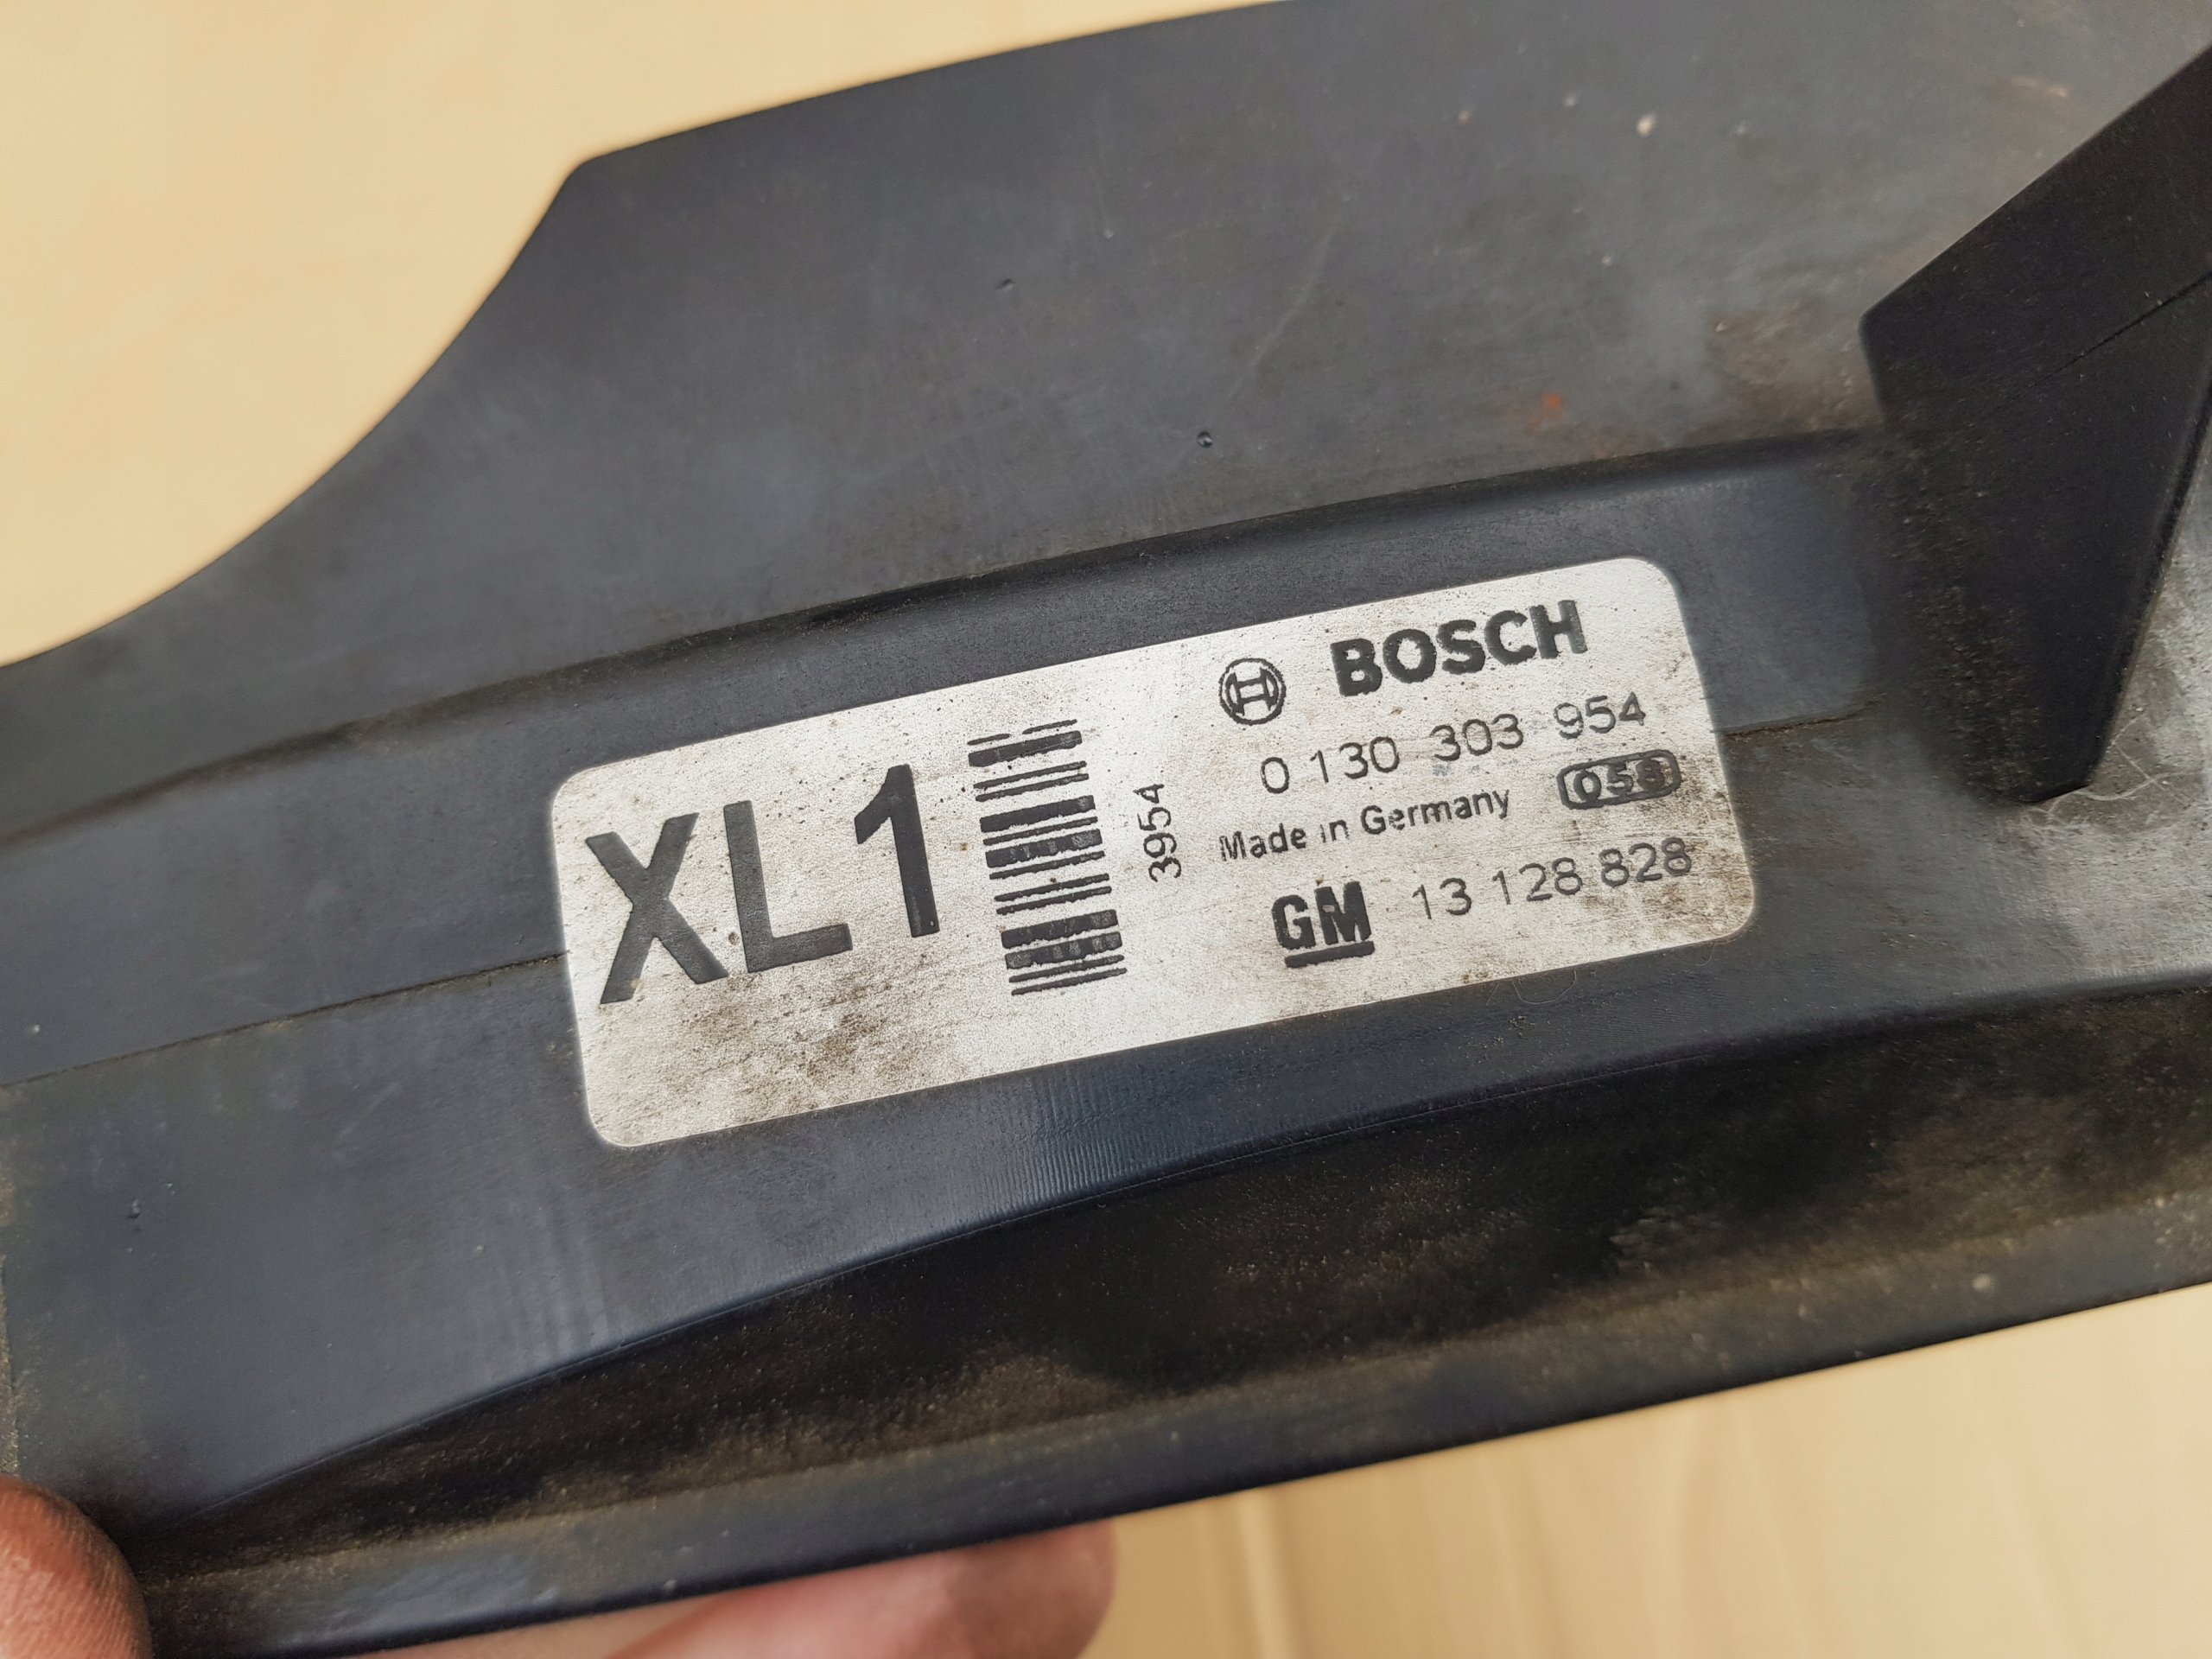 XL1
3954
BOSCH
0 130 303 954
Made in Germany
GM 13 128 828